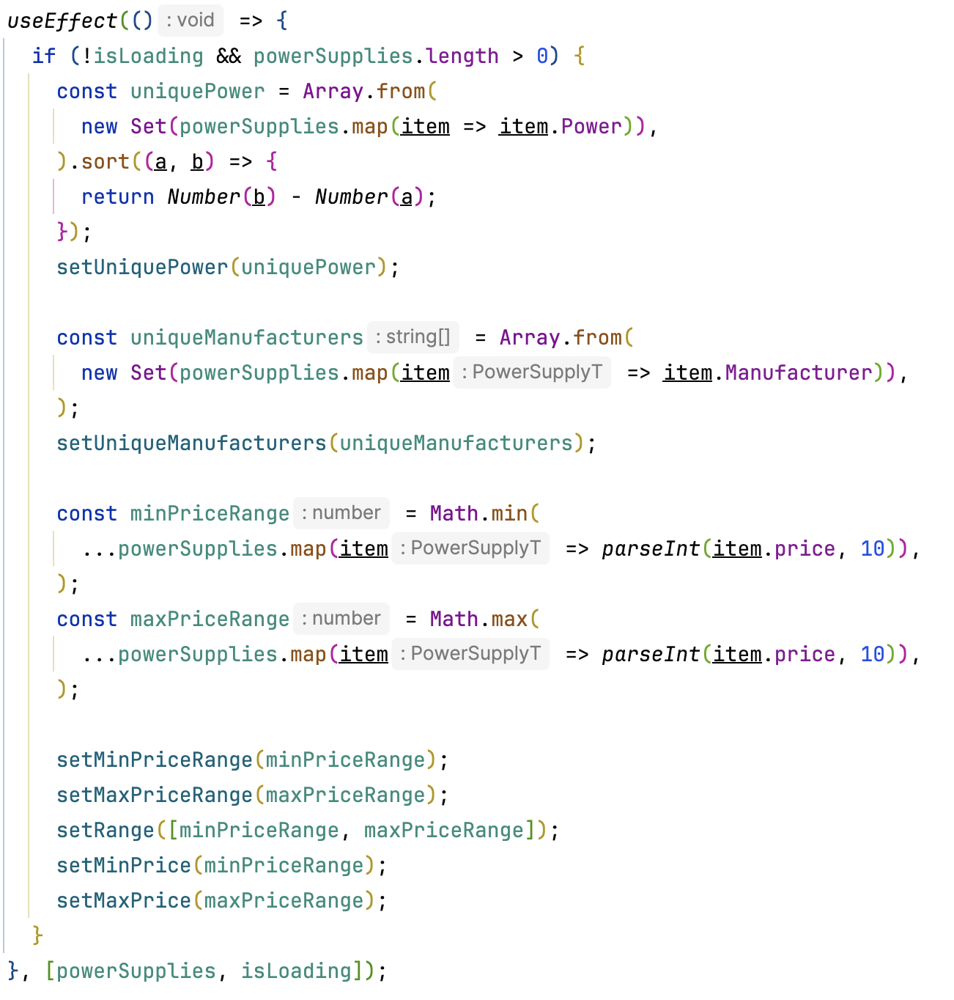 useEffect(() : void => {
if (!isLoading && powerSupplies.length > 0) {
const uniquePower = Array.from(
new Set(powerSupplies.map(item => item.Power)),
).sort((a, b) => {
return Number(b) - Number(a);
});
setUniquePower(uniquePower);
const uniqueManufacturers : string[] = Array.from(
new Set(powerSupplies.map(item : PowerSupplyT => item.Manufacturer)),
);
setUniqueManufacturers(uniqueManufacturers);
const minPriceRange : number = Math.min(
...powerSupplies.map(item : PowerSupplyT => parseInt(item.price, 10)),
);
const maxPriceRange : number = Math.max(
...powerSupplies.map(item : PowerSupplyT => parseInt(item.price, 10)),
);
setMinPriceRange(minPriceRange);
setMaxPriceRange(maxPriceRange);
setRange([minPriceRange, maxPriceRange]);
setMinPrice(minPriceRange);
setMaxPrice(maxPriceRange);
}
}, [powerSupplies, isLoading]);